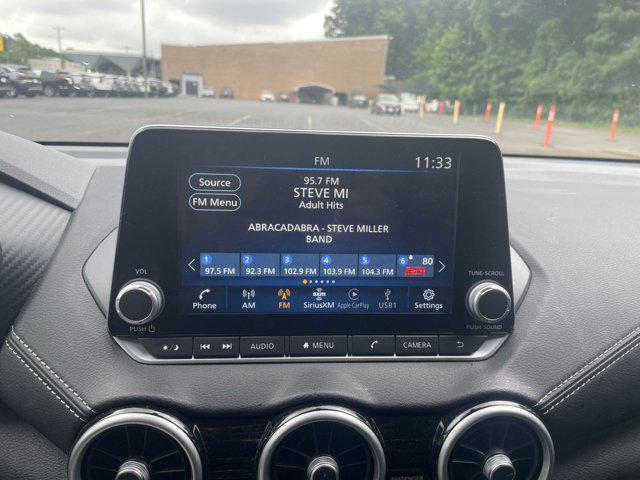 FM
11:33
Source
95.7 FM
STEVE MI
FM Menu
Adult Hits
ABRACADABRA - STEVE MILLER
BAND
1 2 3 4 5 6 80
97.5 FM 92.3 FM 102.9 FM 103.9 FM 104.3 FM
Phone AM FM SiriusXM Apple CarPlay USB1 Settings
VOL
TUNE·SCROLL
PUSH
PUSH SOUND
AUDIO MENU CAMERA
PASSENGER